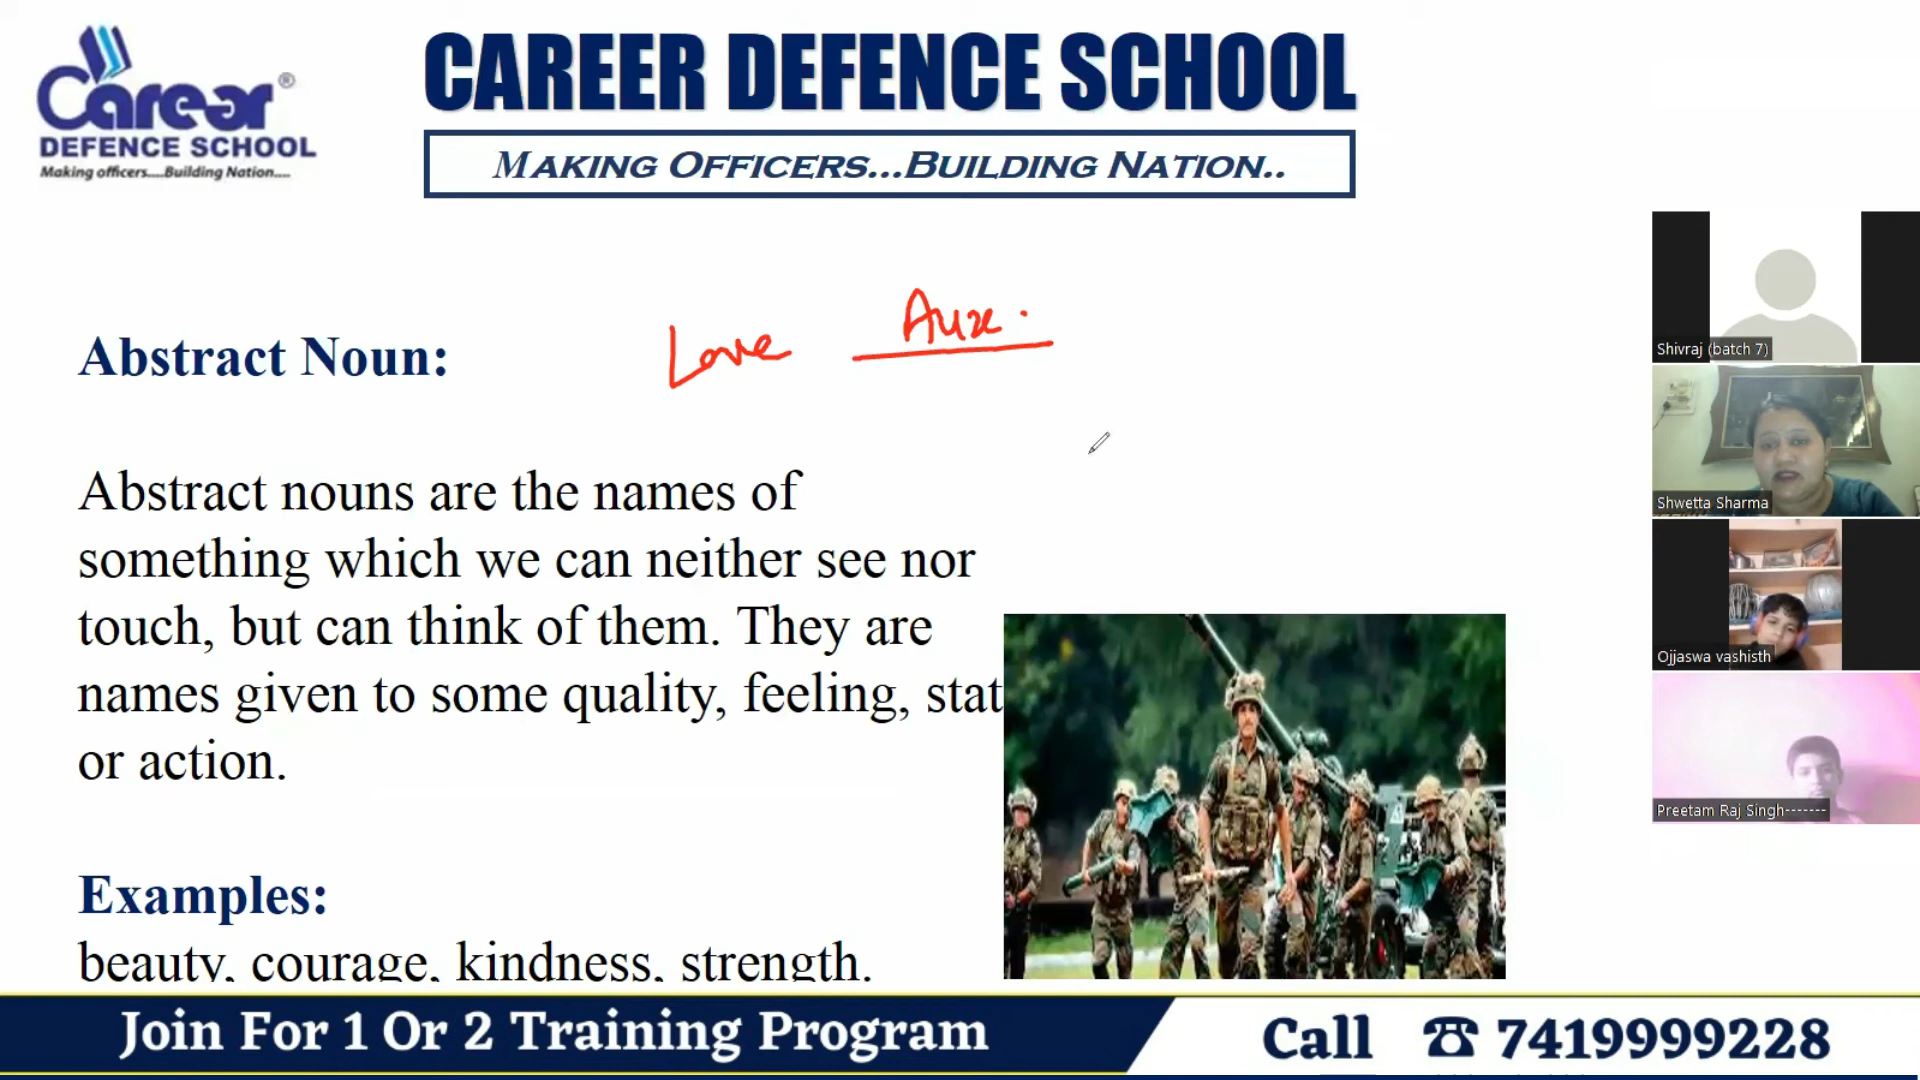 Career®
DEFENCE SCHOOL
Making officers....Building Nation....
CAREER DEFENCE SCHOOL
MAKING OFFICERS...BUILDING NATION..
Love Aux.
Abstract Noun:
Abstract nouns are the names of
something which we can neither see nor
touch, but can think of them. They are
names given to some quality, feeling, stat
or action.
Examples:
beauty, courage, kindness, strength.
Shivraj (batch 7)
Shwetta Sharma
Ojjaswa vashisth
Preetam Raj Singh-------
Join For 1 Or 2 Training Program
Call ☎ 7419999228